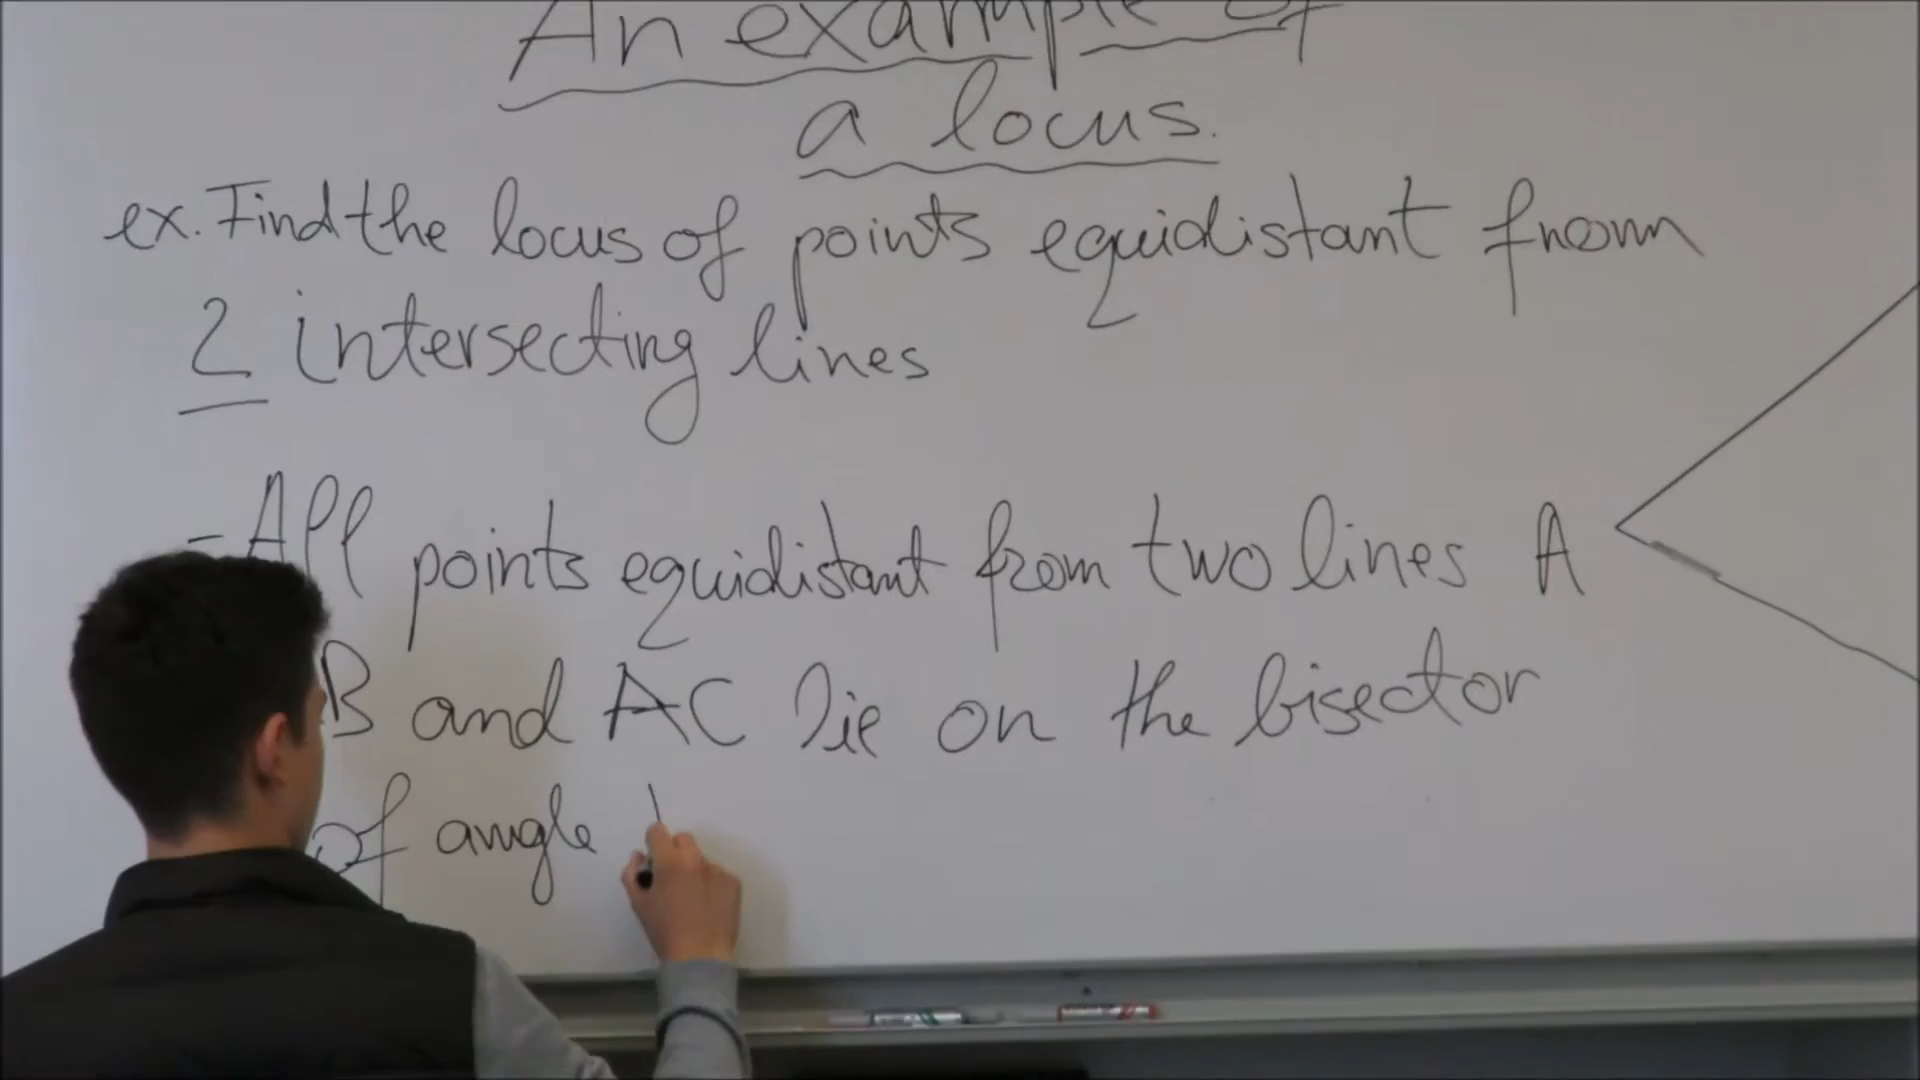 An example of
a locus.
ex. Find the locus of points equidistant from
2 intersecting lines
- All points equidistant from two lines A
B and AC lie on the bisector
of angle